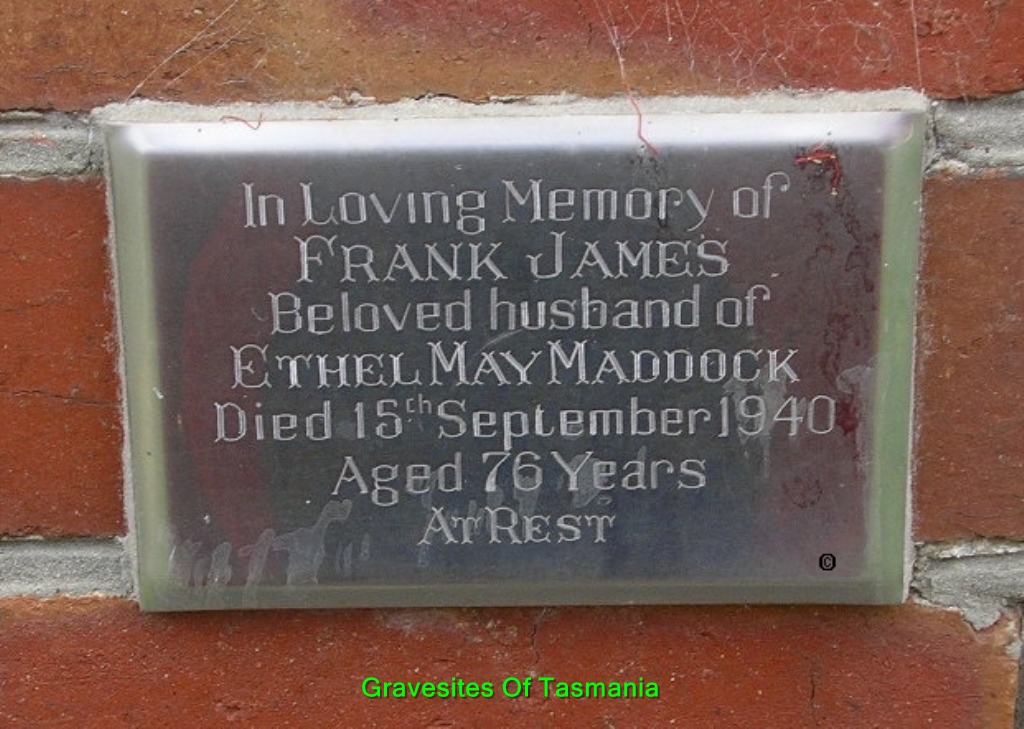 In Loving Memory of
FRANK JAMES
Beloved husband of
ETHEL MAY MADDOCK
Died 15th September 1940
Aged 76 Years
AT REST
©
Gravesites Of Tasmania